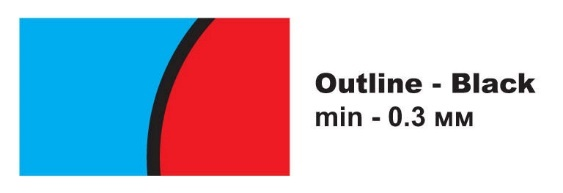 Outline - Black
min - 0.3 мм